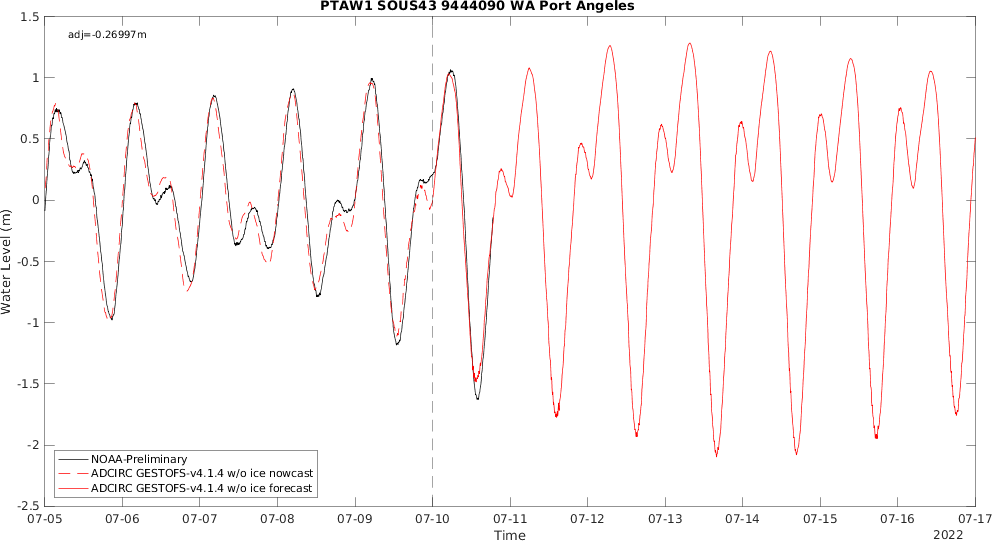 PTAW1 SOUS43 9444090 WA Port Angeles
adj=-0.26997m
Water Level (m)
1.5
1
0.5
0
-0.5
-1
-1.5
-2
-2.5
NOAA-Preliminary
ADCIRC GESTOFS-v4.1.4 w/o ice nowcast
ADCIRC GESTOFS-v4.1.4 w/o ice forecast
07-05 07-06 07-07 07-08 07-09 07-10 07-11 07-12 07-13 07-14 07-15 07-16 07-17
Time
2022